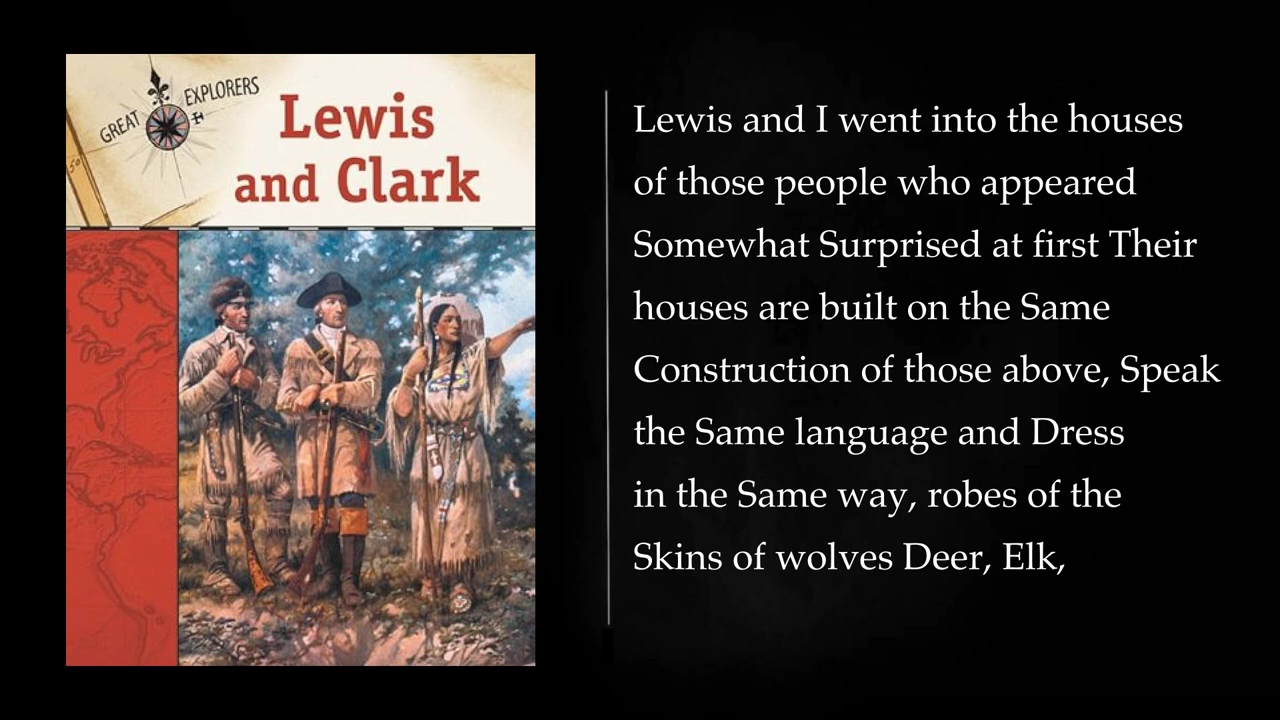 GREAT EXPLORERS
Lewis
and Clark
50
Lewis and I went into the houses
of those people who appeared
Somewhat Surprised at first Their
houses are built on the Same
Construction of those above, Speak
the Same language and Dress
in the Same way, robes of the
Skins of wolves Deer, Elk,